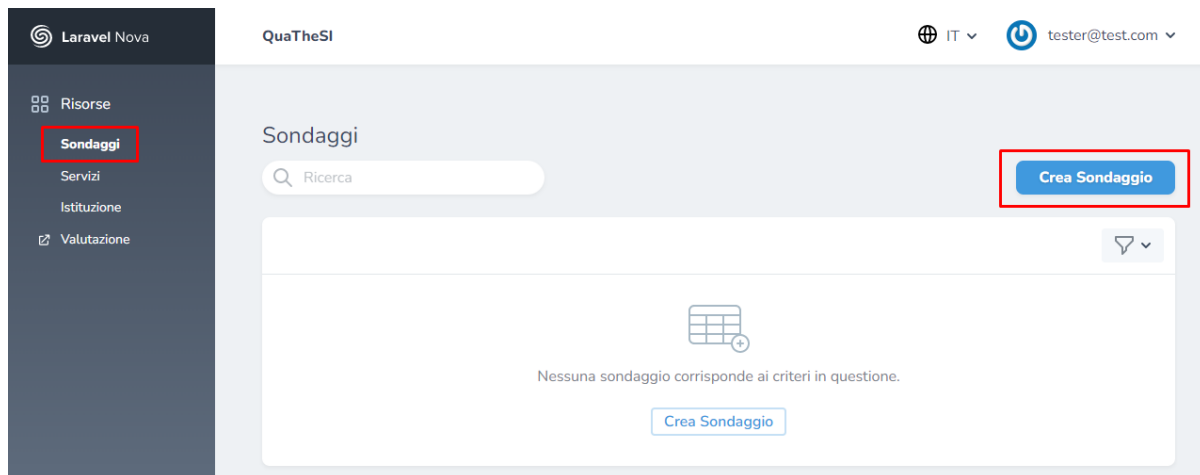 Laravel Nova
QuaTheSI
IT
tester@test.com
Risorse
Sondaggi
Servizi
Istituzione
Valutazione
Sondaggi
Ricerca
Crea Sondaggio
Nessuna sondaggio corrisponde ai criteri in questione.
Crea Sondaggio